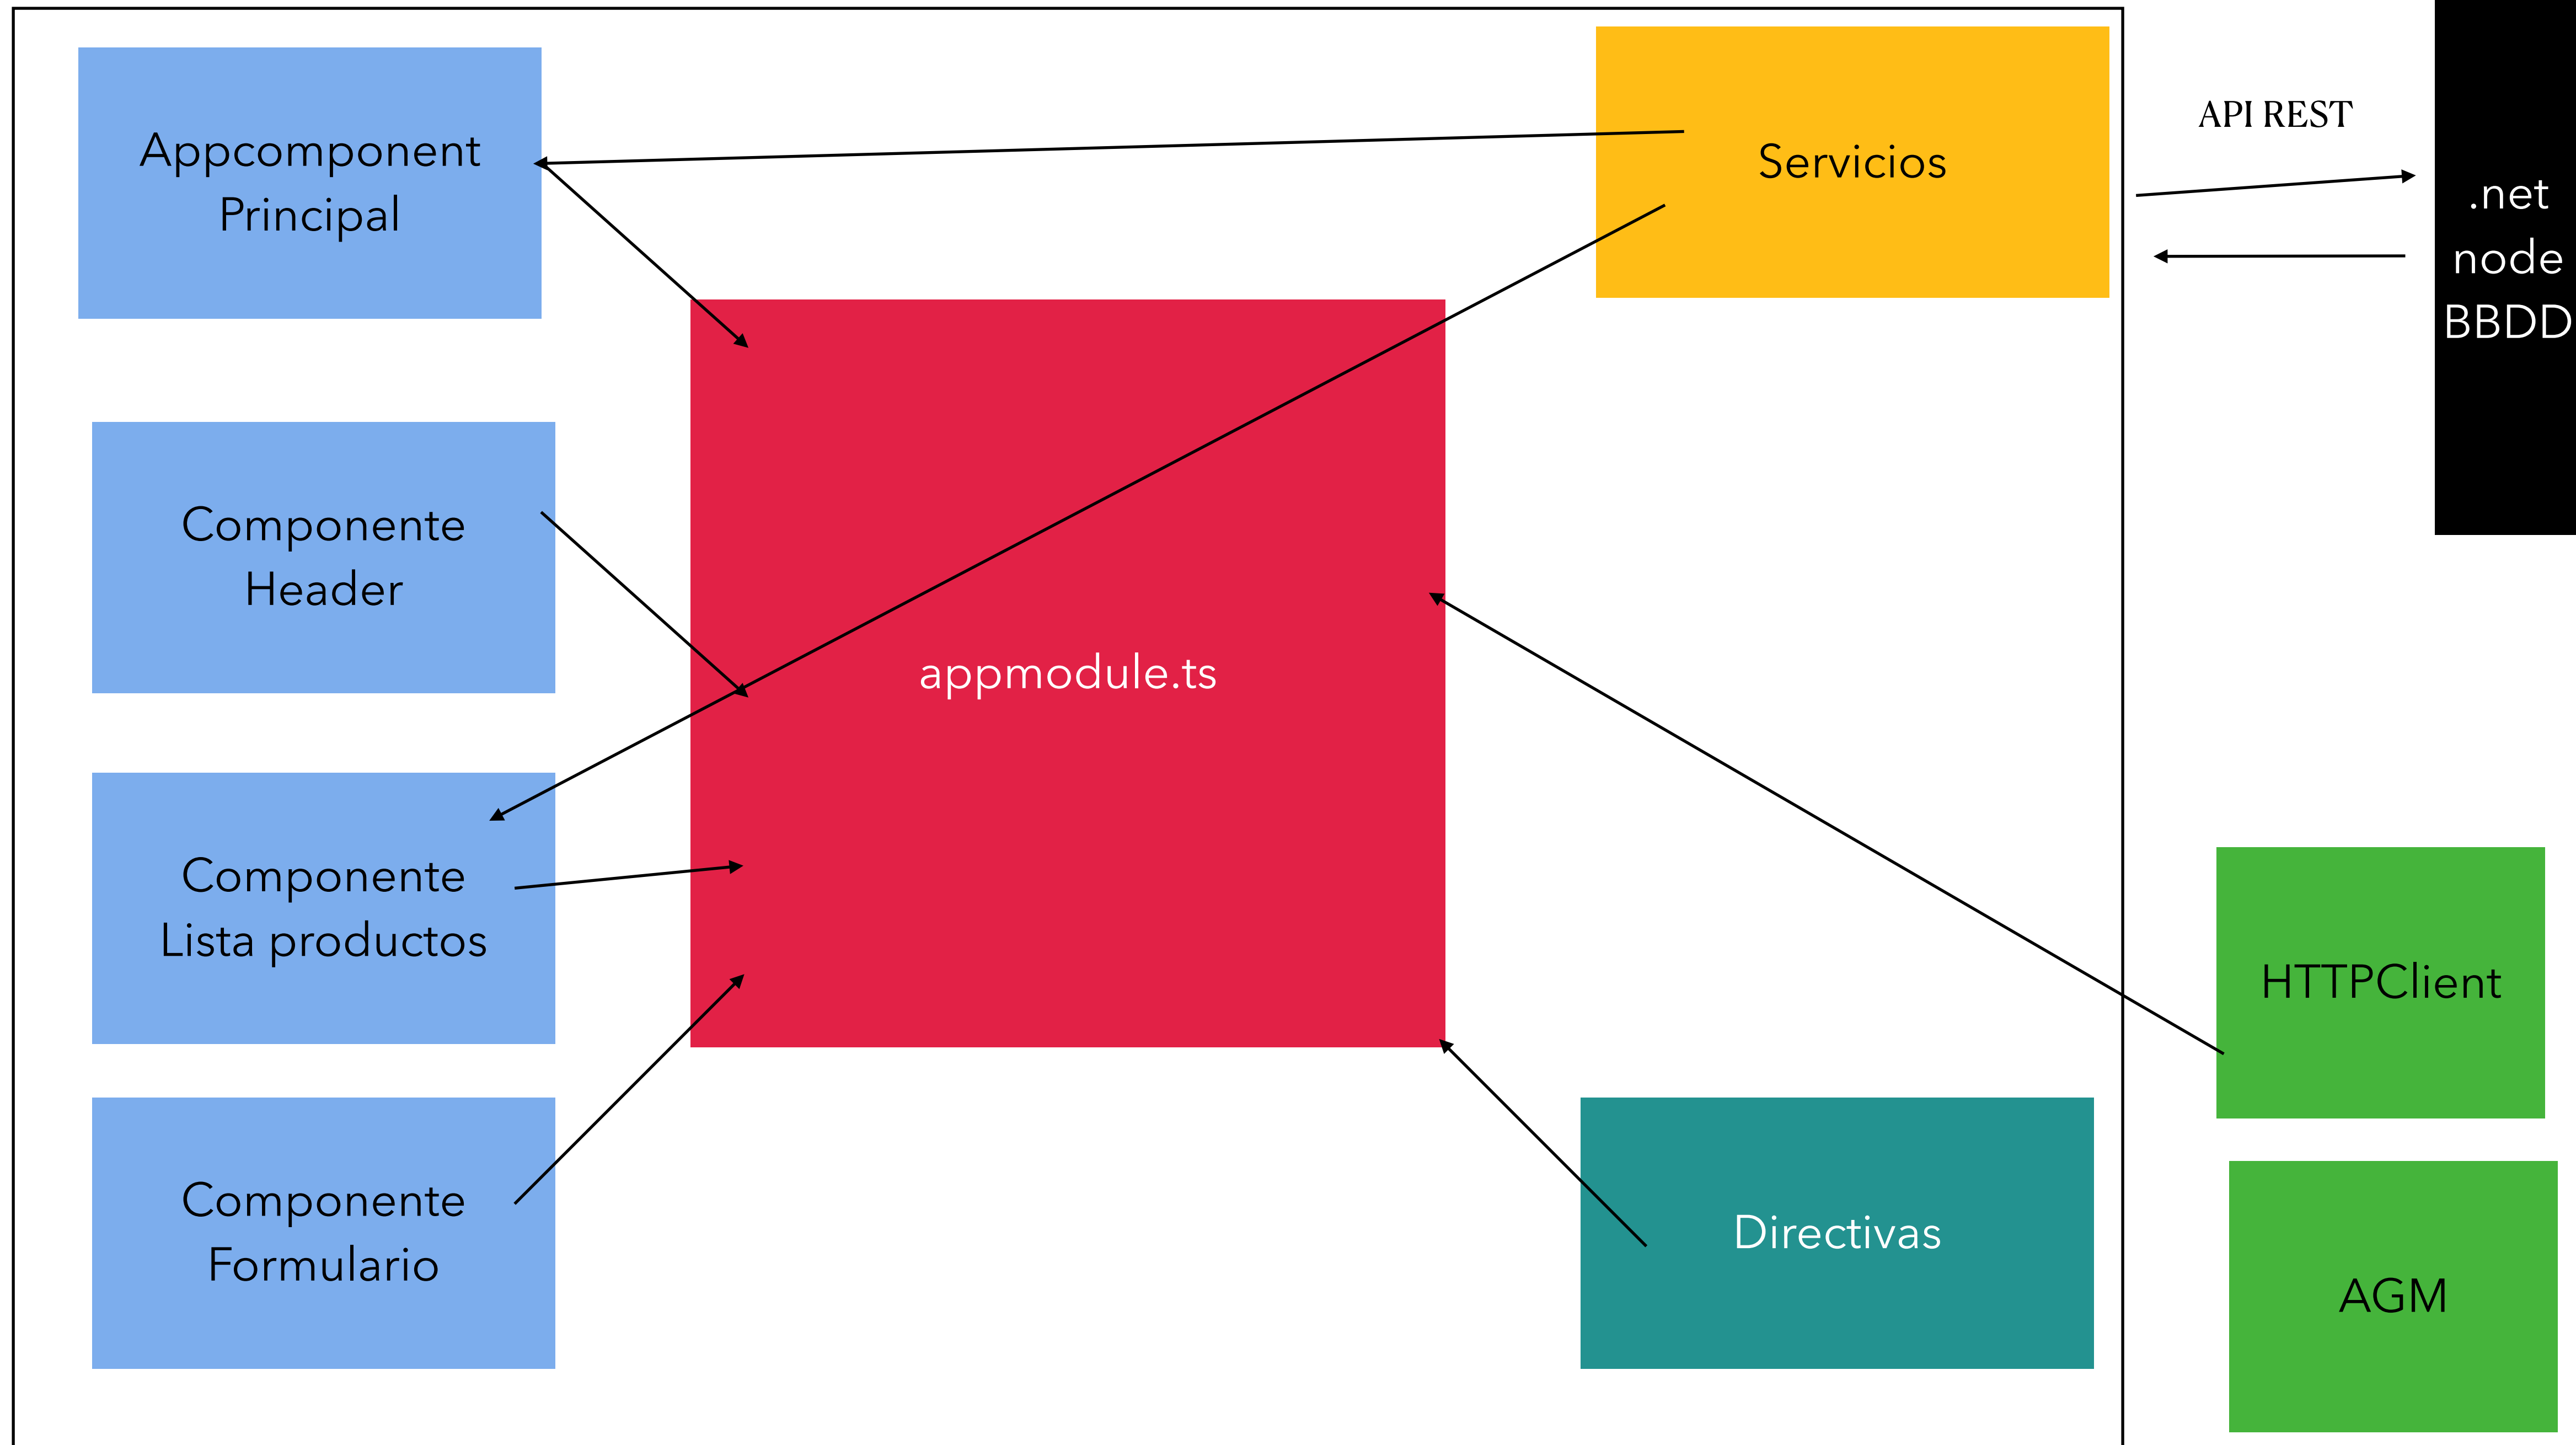 Appcomponent
Principal
Servicios
API REST
.net
node
BBDD
Componente
Header
appmodule.ts
Componente
Lista productos
HTTPClient
Componente
Formulario
Directivas
AGM